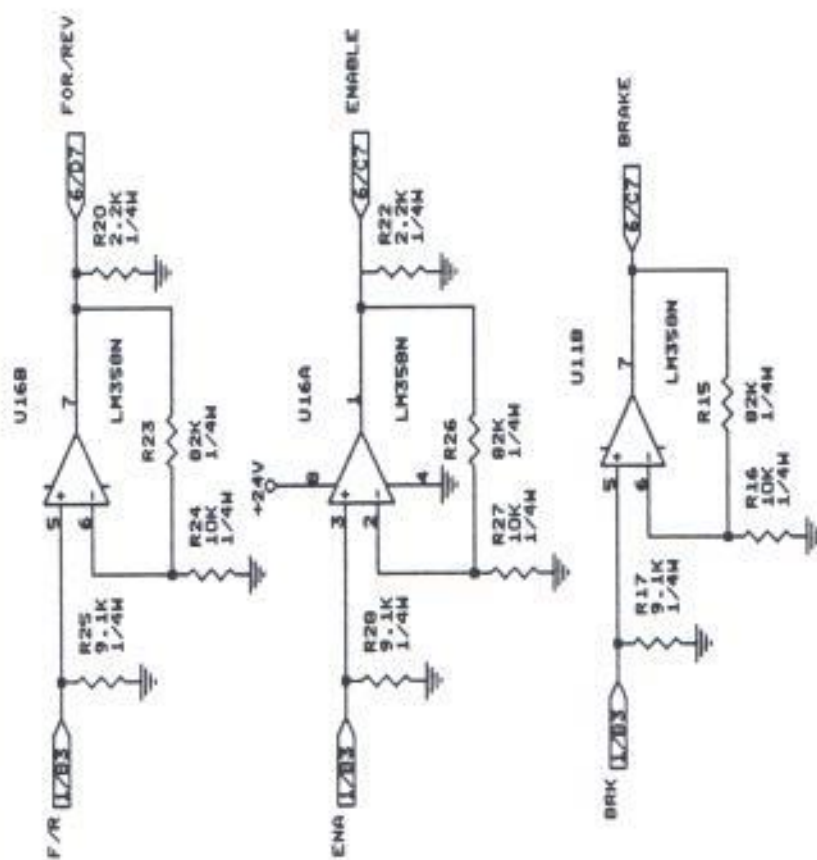 F/R
1/B3
R25
9.1K
1/4W
5
6
+
-
U16B
7
LM358N
R24
10K
1/4W
R23
82K
1/4W
R20
2.2K
1/4W
6/D7
FOR/REV
ENA
1/B3
R28
9.1K
1/4W
+24V
8
3
2
+
-
4
U16A
1
LM358N
R27
10K
1/4W
R26
82K
1/4W
R22
2.2K
1/4W
6/C7
ENABLE
BRK
1/B3
R17
9.1K
1/4W
5
6
+
-
U11B
7
LM358N
R16
10K
1/4W
R15
82K
1/4W
6/C7
BRAKE